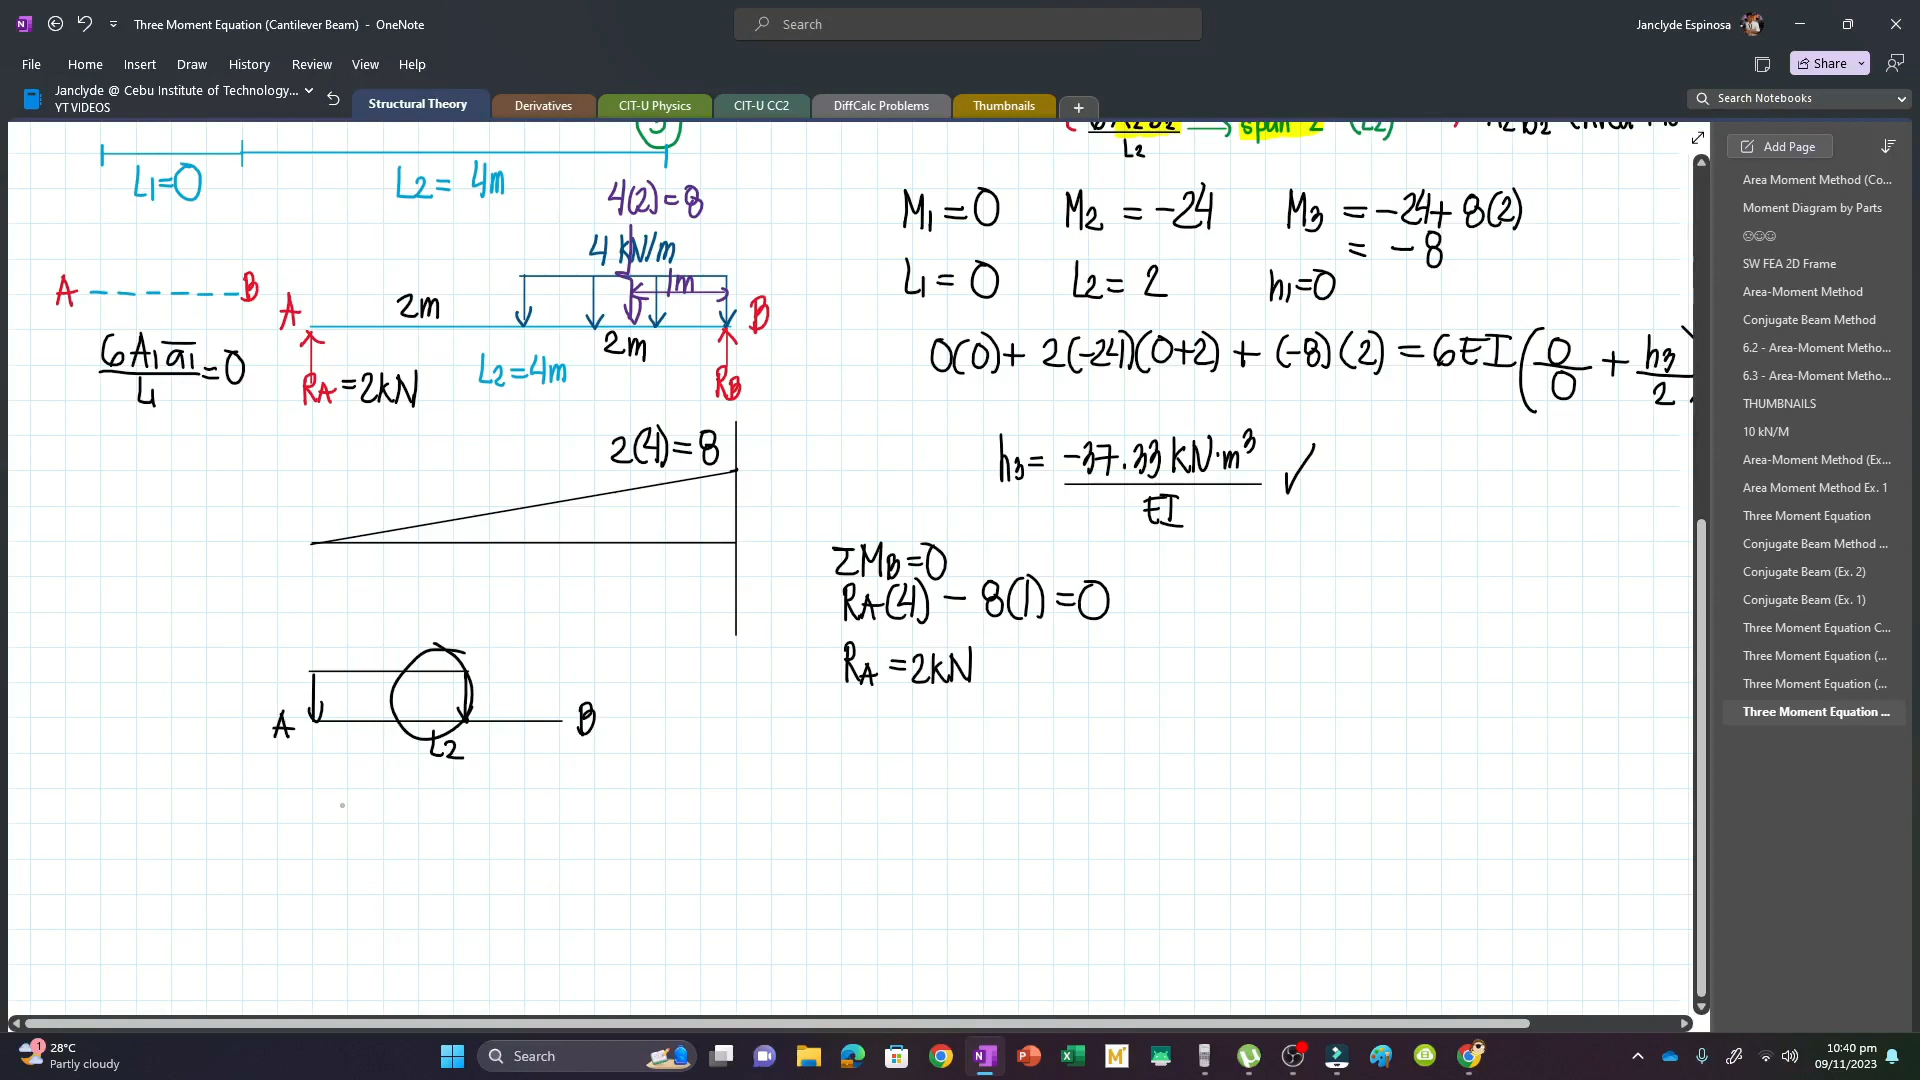 Three Moment Equation (Cantilever Beam) - OneNote
Search
Janclyde Espinosa
File Home Insert Draw History Review View Help
Share
Janclyde @ Cebu Institute of Technology...
YT VIDEOS
Structural Theory
Derivatives
CIT-U Physics
CIT-U CC2
DiffCalc Problems
Thumbnails
Search Notebooks
Add Page
Area Moment Method (Co...
Moment Diagram by Parts
☹☺☺
SW FEA 2D Frame
Area-Moment Method
Conjugate Beam Method
6.2 - Area-Moment Metho...
6.3 - Area-Moment Metho...
THUMBNAILS
10 kN/M
Area-Moment Method (Ex...
Area Moment Method Ex. 1
Three Moment Equation
Conjugate Beam Method ...
Conjugate Beam (Ex. 2)
Conjugate Beam (Ex. 1)
Three Moment Equation C...
Three Moment Equation (...
Three Moment Equation (...
Three Moment Equation ...
3
L1=0
L2= 4m
4(2)=8
4 kN/m
1m
A
B
A
2m
B
2m
6A1a̅1/L1=0
RA=2kN
L2=4m
RB
2(4)=8
A
B
L2
L2
span 2 (L2)
M1=0 M2 = -24 M3 = -24+8(2)
= -8
L1=0 L2= 2 h1=0
0(0)+ 2(-24)(0+2) + (-8)(2) = 6EI(0/0 + h3/2
h3= -37.33 kN·m³/EI ✓
ΣMB=0
RA(4) - 8(1)=0
RA =2kN
28°C
Partly cloudy
Search
10:40 pm
09/11/2023